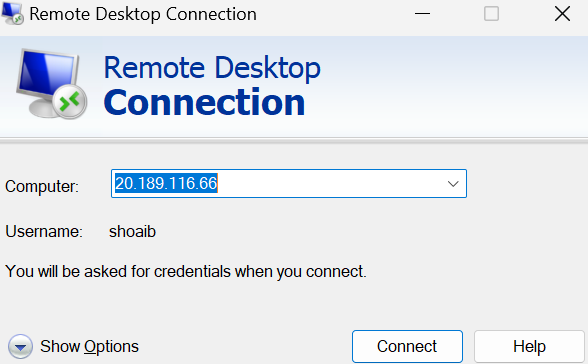 Remote Desktop Connection
Remote Desktop
Connection
Computer: 20.189.116.66
Username: shoaib
You will be asked for credentials when you connect.
Show Options Connect Help